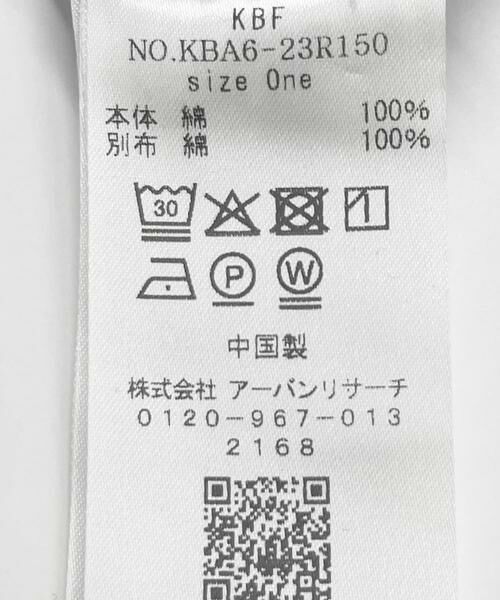 KBF
NO.KBA6-23R150
size One
本体 綿 100%
別布 綿 100%
30
P W
中国製
株式会社 アーバンリサーチ
0120-967-013
2168